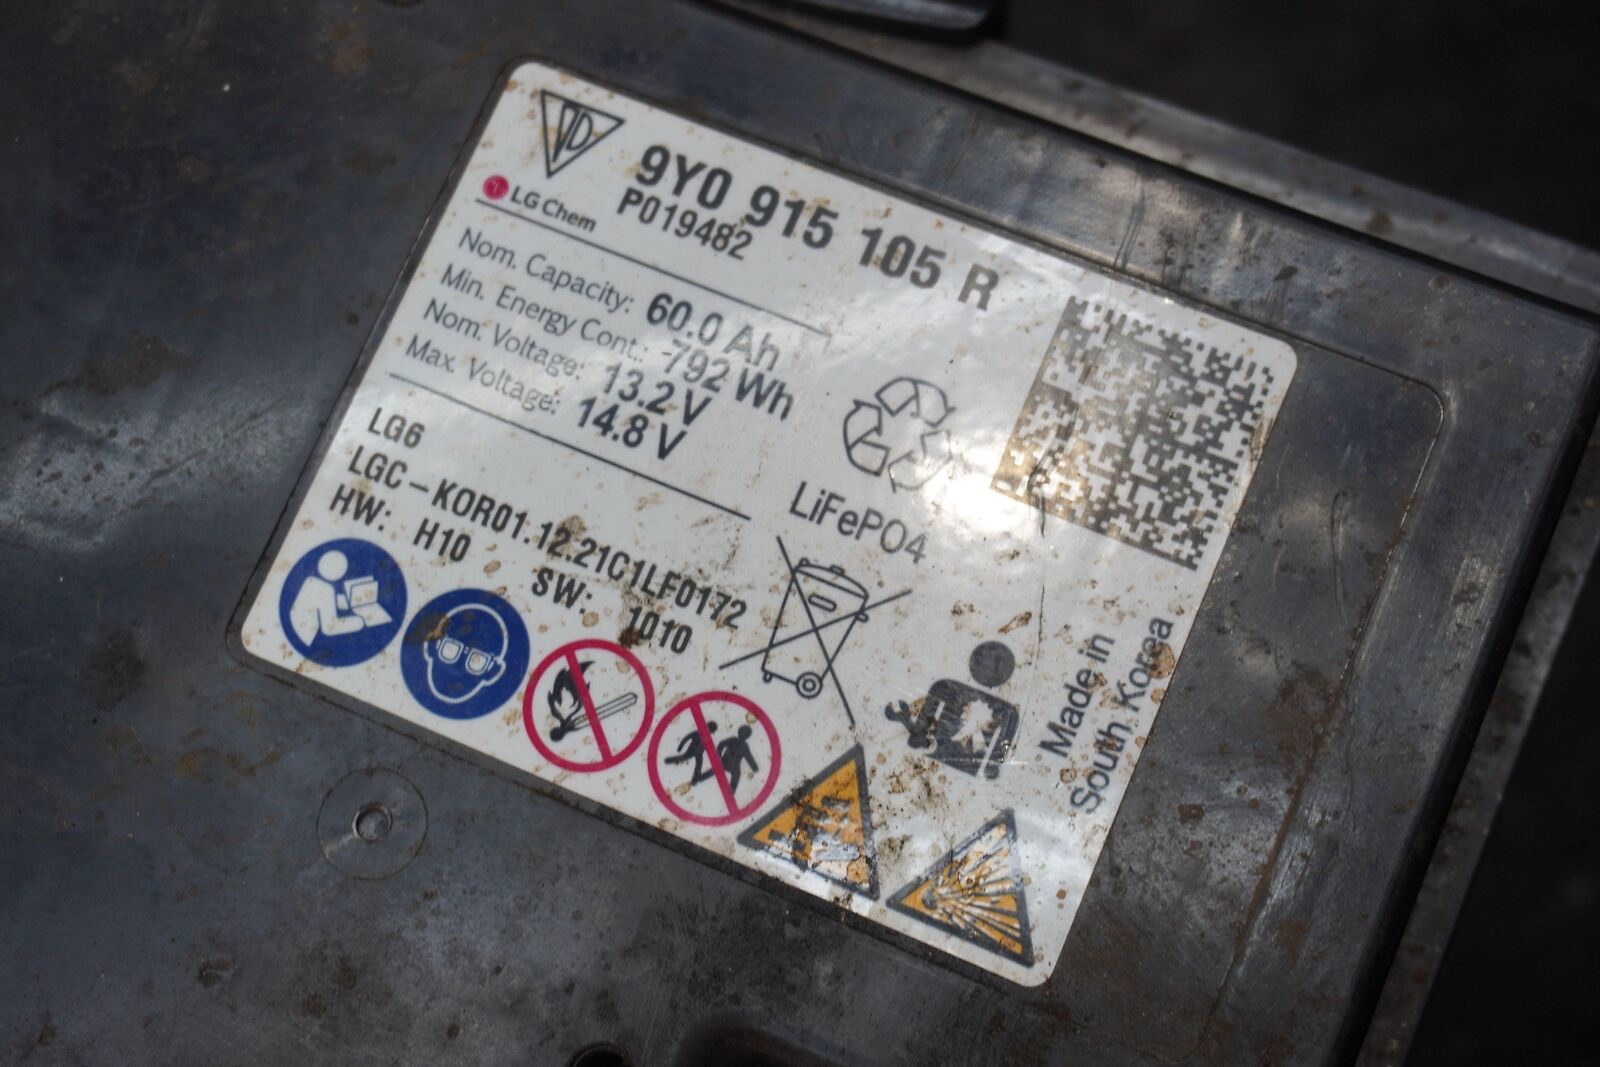 9Y0 915 105 R
P019482
LG Chem
Nom. Capacity: 60.0 Ah
Min. Energy Cont.: -792 Wh
Nom. Voltage: 13.2 V
Max. Voltage: 14.8 V
LG6
LGC-KOR01.12.21C1LF0172
HW: H10 SW: 1010
LiFePO4
Made in
South Korea